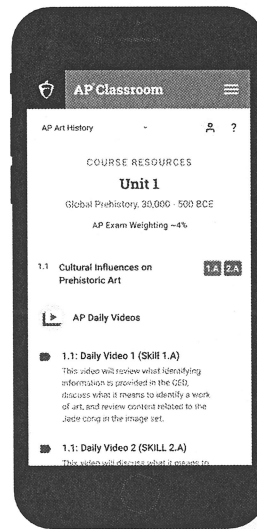 AP Classroom
AP Art History
?
COURSE RESOURCES
Unit 1
Global Prehistory, 30,000 - 500 BCE
AP Exam Weighting ~4%
1.1 Cultural Influences on 1.A 2.A
Prehistoric Art
AP Daily Videos
1.1: Daily Video 1 (Skill 1.A)
This video will review what identifying
information is provided in the CED,
discuss what it means to identify a work
of art, and review content related to the
Jade cong in the image set.
1.1: Daily Video 2 (SKILL 2.A)
This video will discuss what it means to